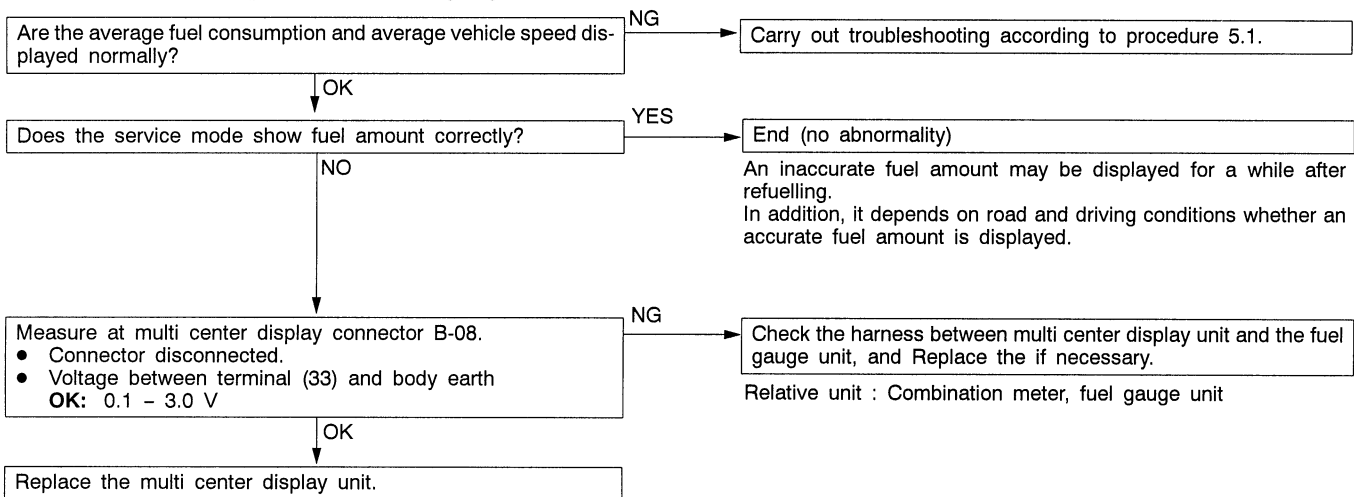 Are the average fuel consumption and average vehicle speed dis-
played normally?
NG
Carry out troubleshooting according to procedure 5.1.
OK
Does the service mode show fuel amount correctly?
YES
End (no abnormality)
An inaccurate fuel amount may be displayed for a while after
refuelling.
In addition, it depends on road and driving conditions whether an
accurate fuel amount is displayed.
NO
Measure at multi center display connector B-08.
● Connector disconnected.
● Voltage between terminal (33) and body earth
OK: 0.1 – 3.0 V
NG
Check the harness between multi center display unit and the fuel
gauge unit, and Replace the if necessary.
Relative unit : Combination meter, fuel gauge unit
OK
Replace the multi center display unit.